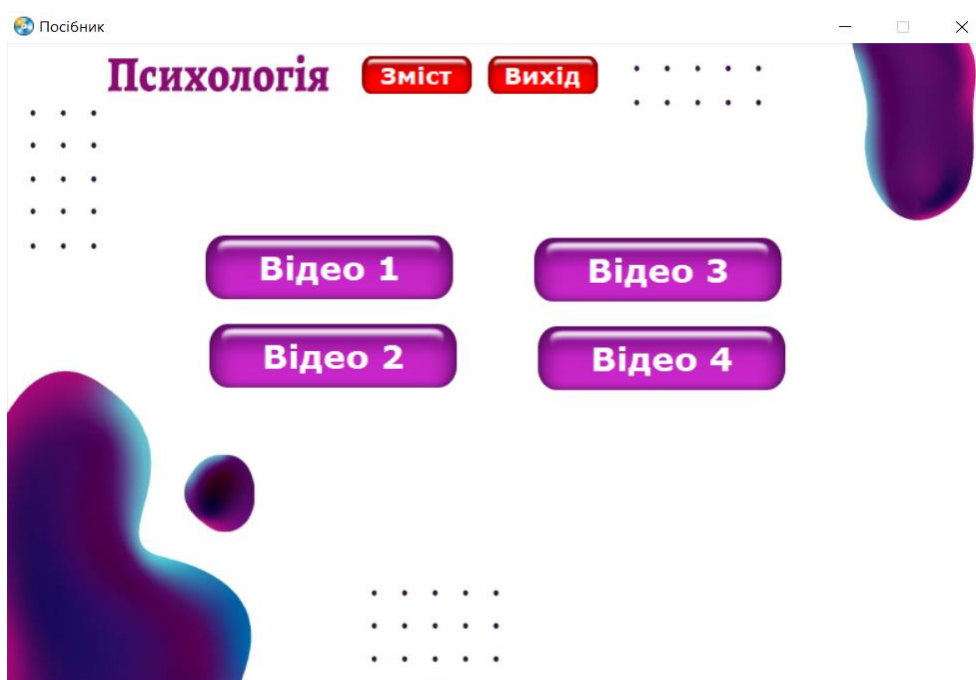 Посібник
Психологія Зміст Вихід
Відео 1 Відео 3
Відео 2 Відео 4